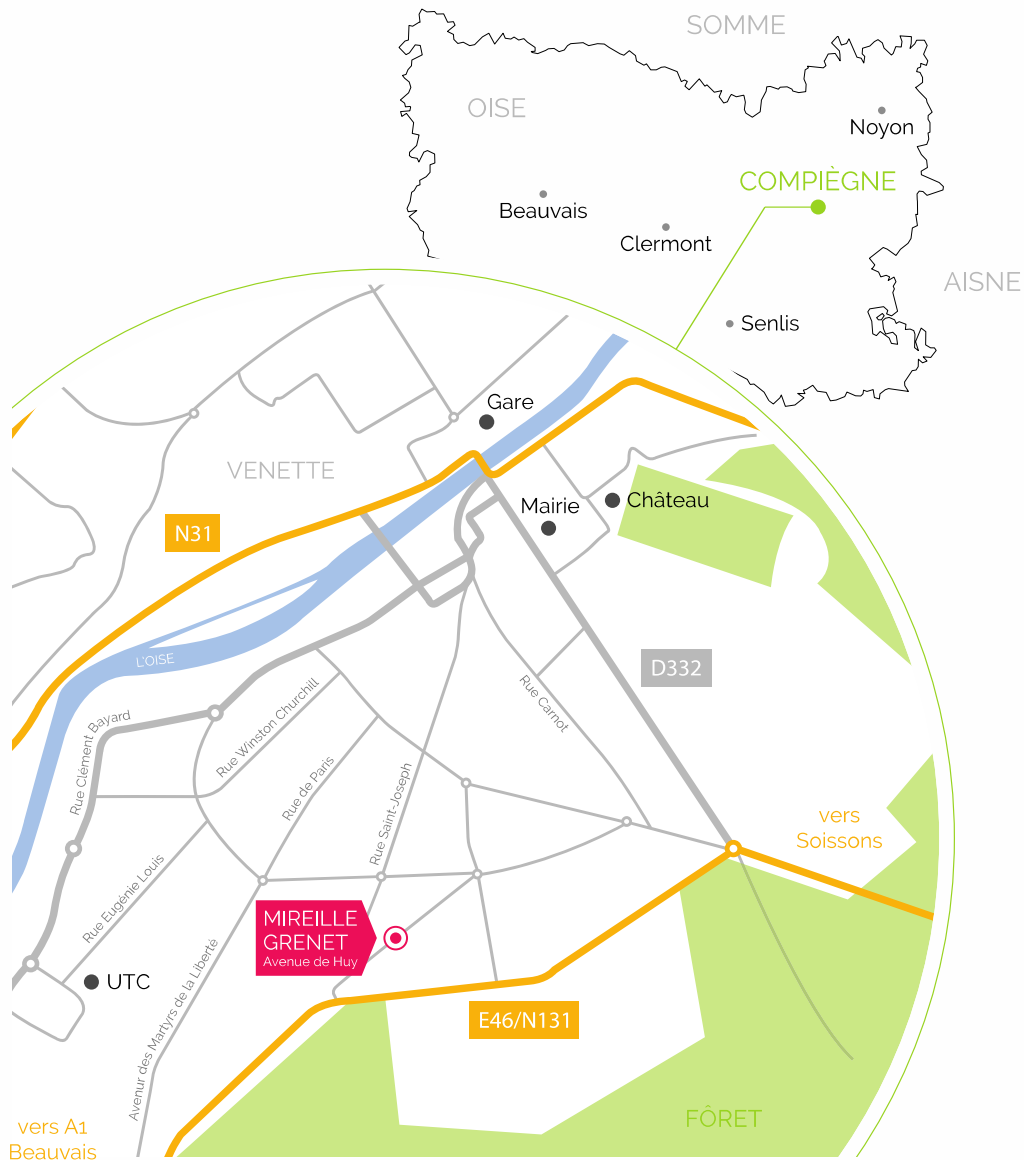 SOMME
OISE
Noyon
COMPIÈGNE
Beauvais
Clermont
AISNE
Senlis
Gare
VENETTE
Mairie
Château
N31
L'OISE
D332
Rue Carnot
Rue Clément Bayard
Rue Winston Churchill
Rue de Paris
Rue Saint-Joseph
vers
Soissons
Rue Eugénie Louis
MIREILLE
GRENET
Avenue de Huy
UTC
Avenur des Martyrs de la Liberté
E46/N131
FÔRET
vers A1
Beauvais